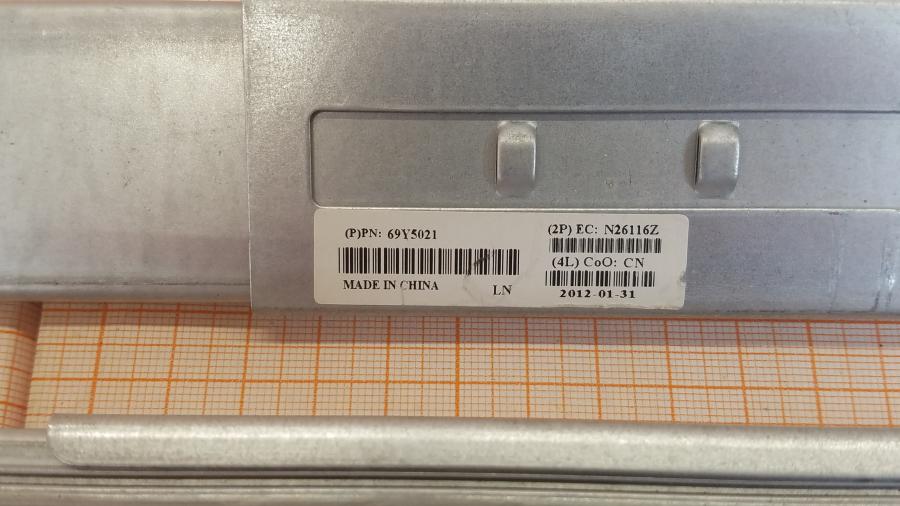 (P)PN: 69Y5021
MADE IN CHINA
LN
(2P) EC: N26116Z
(4L) CoO: CN
2012-01-31